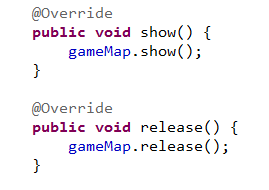 @Override
public void show() {
    gameMap.show();
}

@Override
public void release() {
    gameMap.release();
}